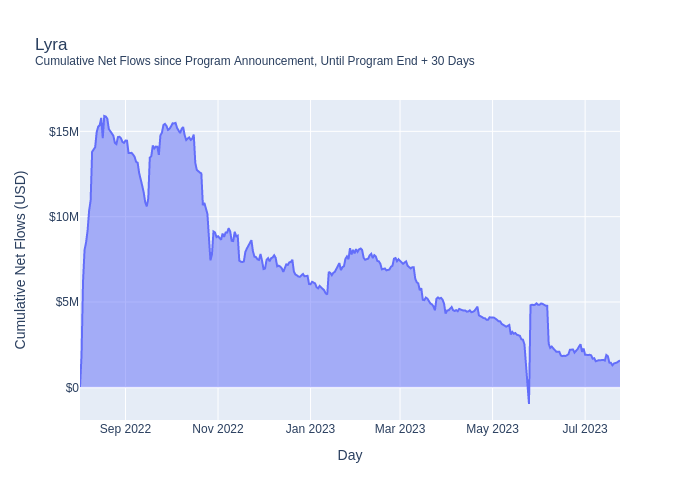 Lyra
Cumulative Net Flows since Program Announcement, Until Program End + 30 Days
$15M
$10M
$5M
$0
Cumulative Net Flows (USD)
Sep 2022
Nov 2022
Jan 2023
Mar 2023
May 2023
Jul 2023
Day